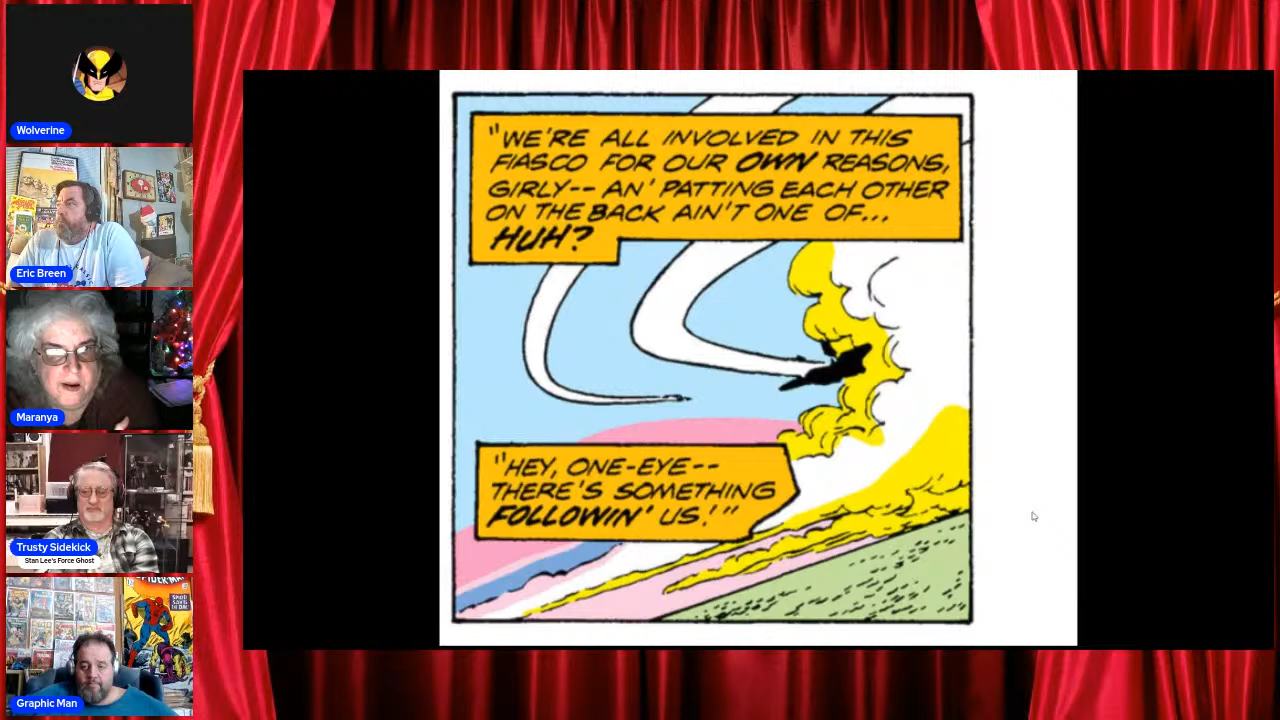 Wolverine
Eric Breen
Maranya
Trusty Sidekick
Stan Lee's Force Ghost
Graphic Man
"WE'RE ALL INVOLVED IN THIS
FIASCO FOR OUR OWN REASONS,
GIRLY-- AN' PATTING EACH OTHER
ON THE BACK AIN'T ONE OF...
HUH?
"HEY, ONE-EYE--
THERE'S SOMETHING
FOLLOWIN' US!"